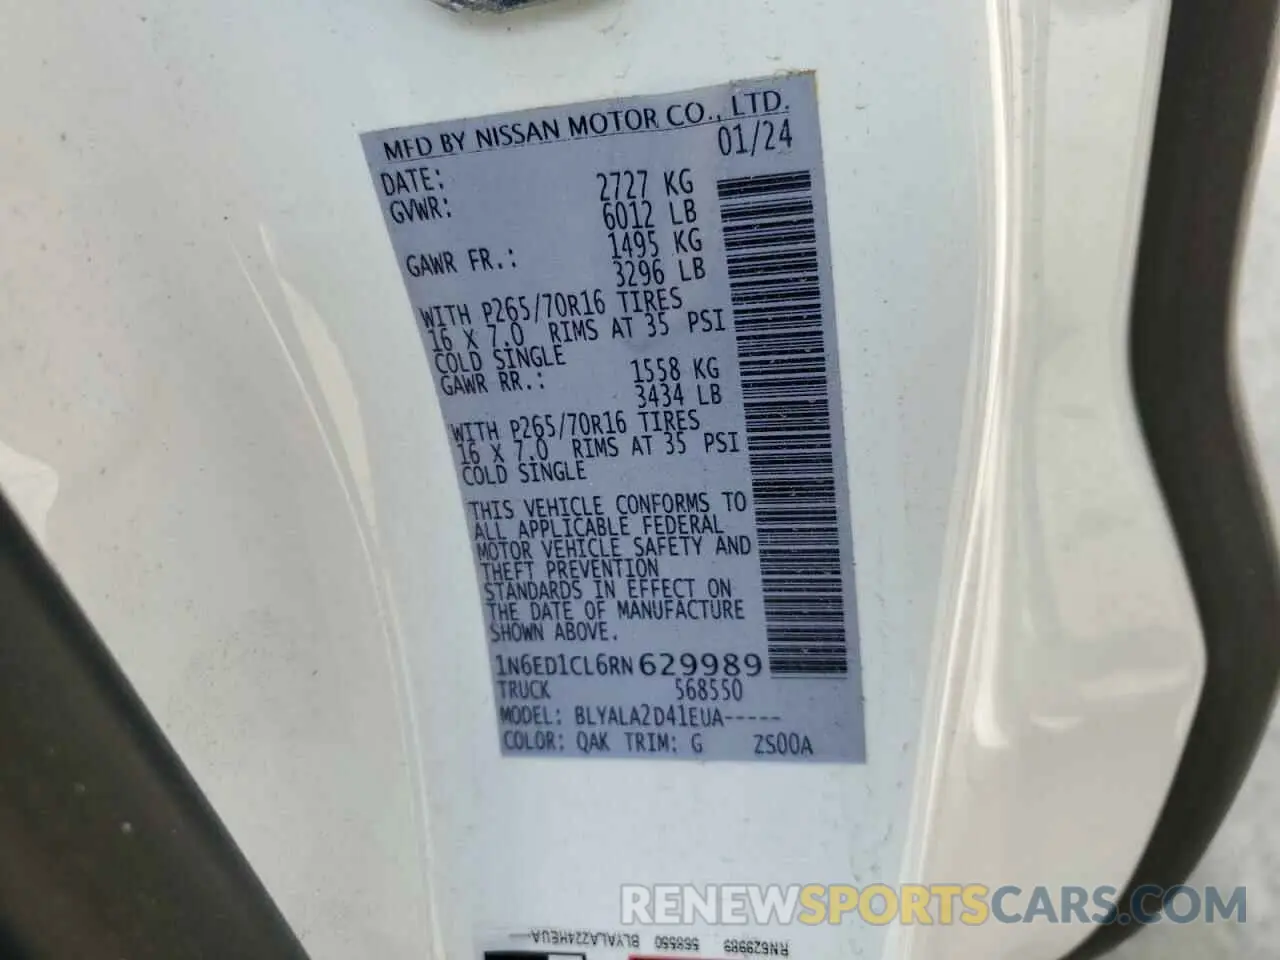 MFD BY NISSAN MOTOR CO., LTD.
DATE: 01/24
GVWR: 2727 KG
6012 LB
GAWR FR.: 1495 KG
3296 LB
WITH P265/70R16 TIRES
16 X 7.0 RIMS AT 35 PSI
COLD SINGLE
GAWR RR.: 1558 KG
3434 LB
WITH P265/70R16 TIRES
16 X 7.0 RIMS AT 35 PSI
COLD SINGLE
THIS VEHICLE CONFORMS TO
ALL APPLICABLE FEDERAL
MOTOR VEHICLE SAFETY AND
THEFT PREVENTION
STANDARDS IN EFFECT ON
THE DATE OF MANUFACTURE
SHOWN ABOVE.
1N6ED1CL6RN629989
TRUCK 568550
MODEL: BLYALA2D41EUA-----
COLOR: QAK TRIM: G ZS00A
RENEWSPORTSCARS.COM
RN629989 568550